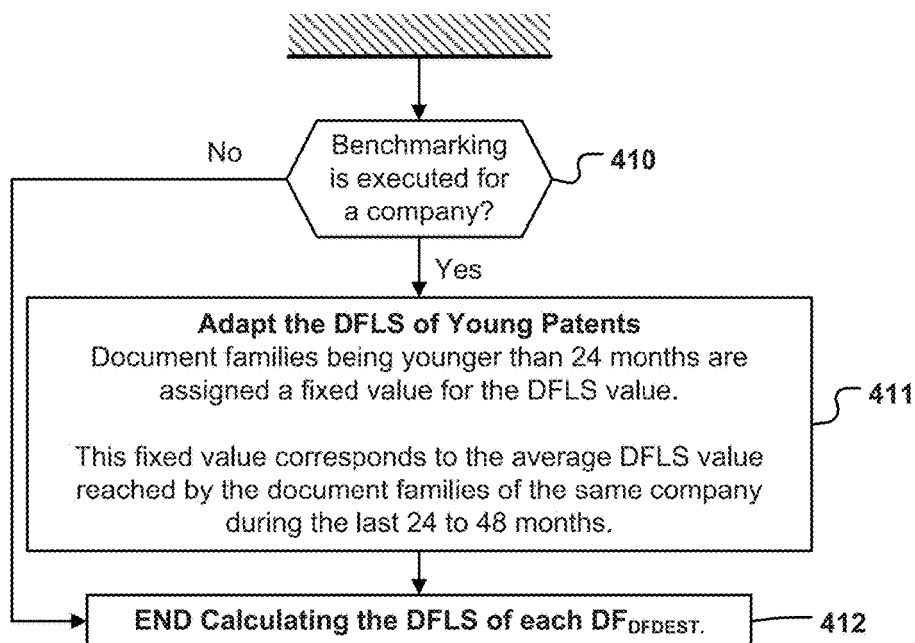 Benchmarking
is executed for
a company?
410
No
Yes
Adapt the DFLS of Young Patents
Document families being younger than 24 months are
assigned a fixed value for the DFLS value.
This fixed value corresponds to the average DFLS value
reached by the document families of the same company
during the last 24 to 48 months.
411
END Calculating the DFLS of each DFDFDEST.
412